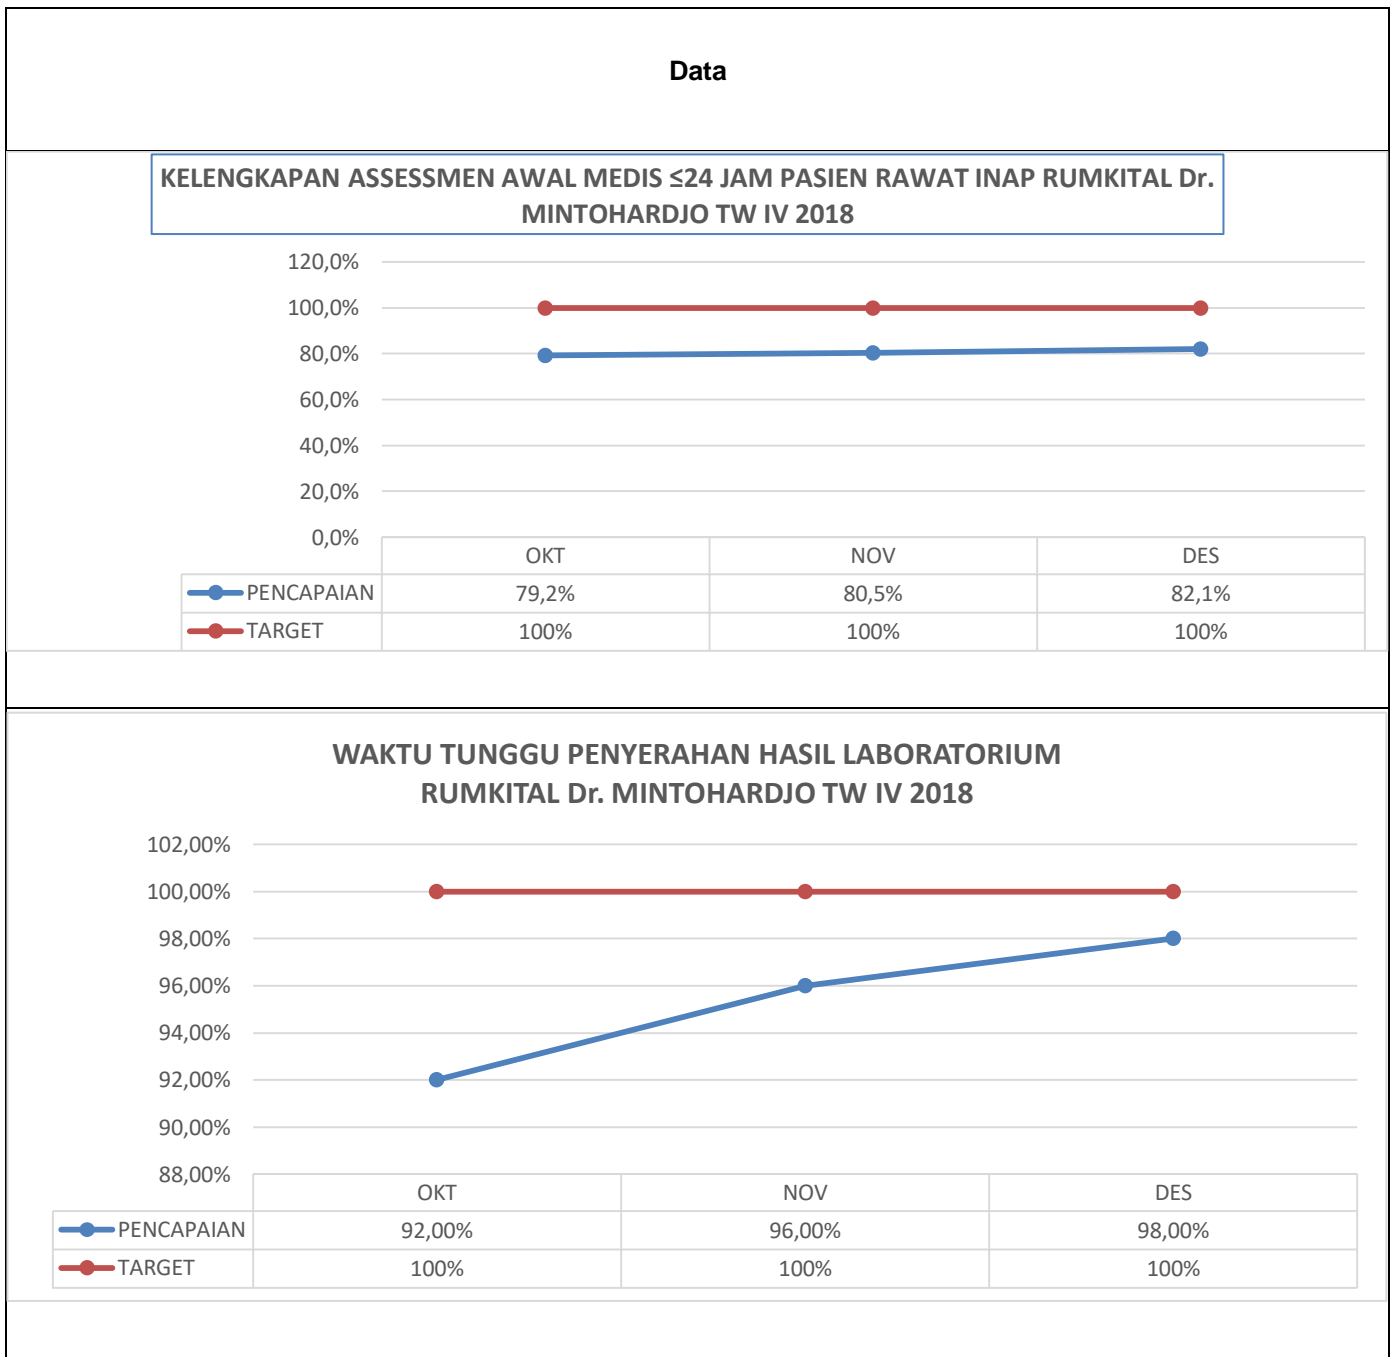 Data
KELENGKAPAN ASSESSMEN AWAL MEDIS ≤24 JAM PASIEN RAWAT INAP RUMKITAL Dr.
MINTOHARDJO TW IV 2018
120,0%
100,0%
80,0%
60,0%
40,0%
20,0%
0,0%
OKT NOV DES
PENCAPAIAN 79,2% 80,5% 82,1%
TARGET 100% 100% 100%
WAKTU TUNGGU PENYERAHAN HASIL LABORATORIUM
RUMKITAL Dr. MINTOHARDJO TW IV 2018
102,00%
100,00%
98,00%
96,00%
94,00%
92,00%
90,00%
88,00%
OKT NOV DES
PENCAPAIAN 92,00% 96,00% 98,00%
TARGET 100% 100% 100%